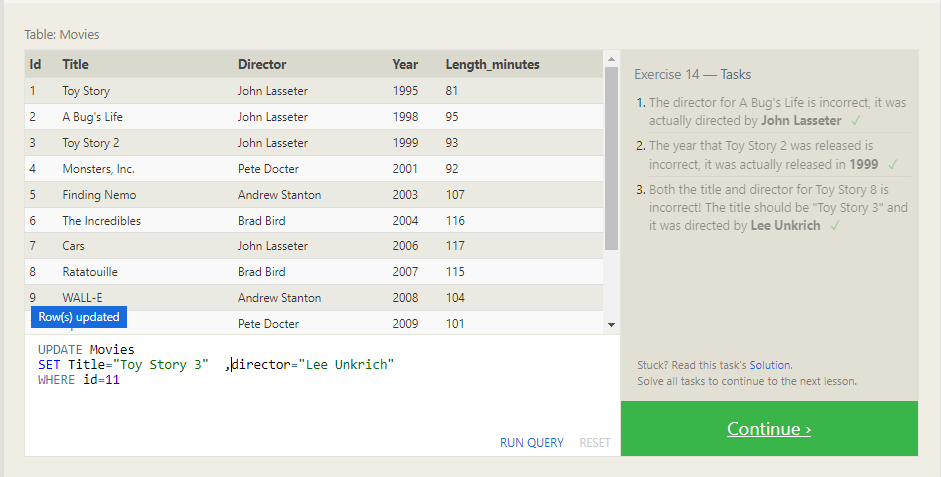 Table: Movies
Id Title Director Year Length_minutes
1 Toy Story John Lasseter 1995 81
2 A Bug's Life John Lasseter 1998 95
3 Toy Story 2 John Lasseter 1999 93
4 Monsters, Inc. Pete Docter 2001 92
5 Finding Nemo Andrew Stanton 2003 107
6 The Incredibles Brad Bird 2004 116
7 Cars John Lasseter 2006 117
8 Ratatouille Brad Bird 2007 115
9 WALL-E Andrew Stanton 2008 104
Pete Docter 2009 101
Row(s) updated
UPDATE Movies
SET Title="Toy Story 3" ,director="Lee Unkrich"
WHERE id=11
RUN QUERY RESET
Exercise 14 — Tasks
1. The director for A Bug's Life is incorrect, it was
actually directed by John Lasseter ✓
2. The year that Toy Story 2 was released is
incorrect, it was actually released in 1999 ✓
3. Both the title and director for Toy Story 8 is
incorrect! The title should be "Toy Story 3" and
it was directed by Lee Unkrich ✓
Stuck? Read this task's Solution.
Solve all tasks to continue to the next lesson.
Continue ›